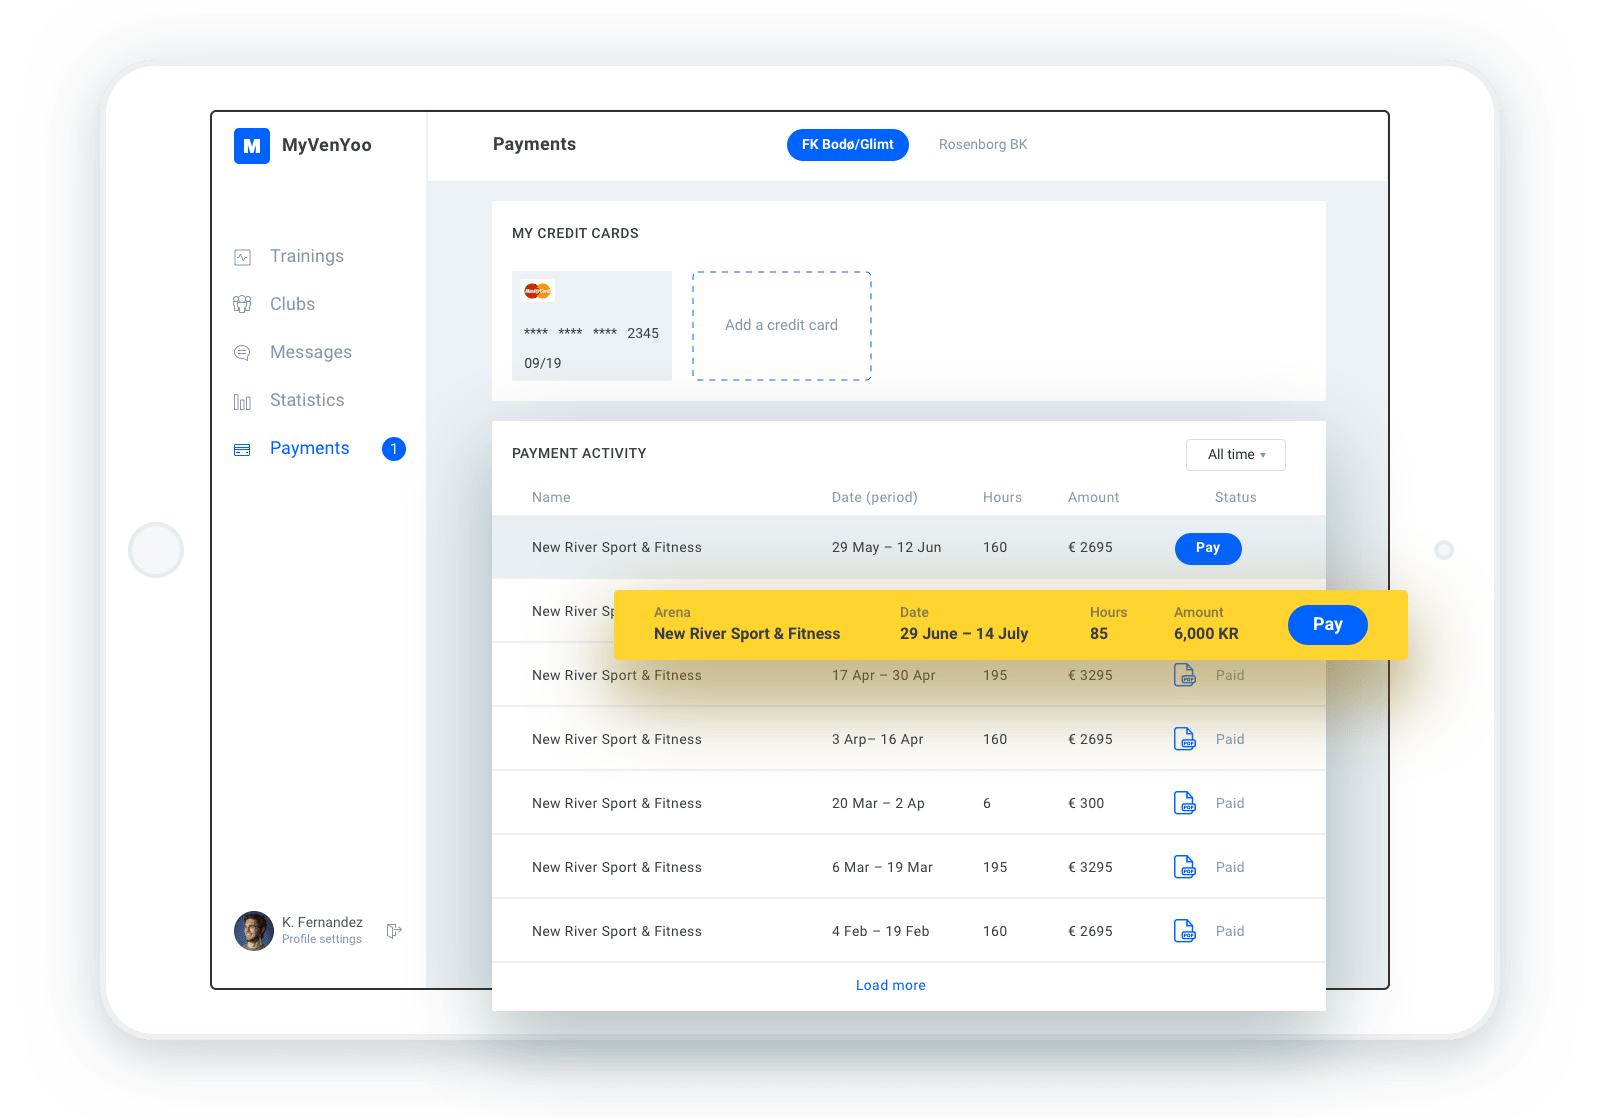 M MyVenYoo
Payments
FK Bodø/Glimt
Rosenborg BK
Trainings
Clubs
Messages
Statistics
Payments 1
K. Fernandez
Profile settings
MY CREDIT CARDS
MasterCard
**** **** **** 2345
09/19
Add a credit card
PAYMENT ACTIVITY
All time
Name Date (period) Hours Amount Status
New River Sport & Fitness 29 May – 12 Jun 160 € 2695 Pay
New River Sp
Arena Date Hours Amount
New River Sport & Fitness 29 June – 14 July 85 6,000 KR Pay
New River Sport & Fitness 17 Apr – 30 Apr 195 € 3295 PDF Paid
New River Sport & Fitness 3 Arp– 16 Apr 160 € 2695 PDF Paid
New River Sport & Fitness 20 Mar – 2 Ap 6 € 300 PDF Paid
New River Sport & Fitness 6 Mar – 19 Mar 195 € 3295 PDF Paid
New River Sport & Fitness 4 Feb – 19 Feb 160 € 2695 PDF Paid
Load more